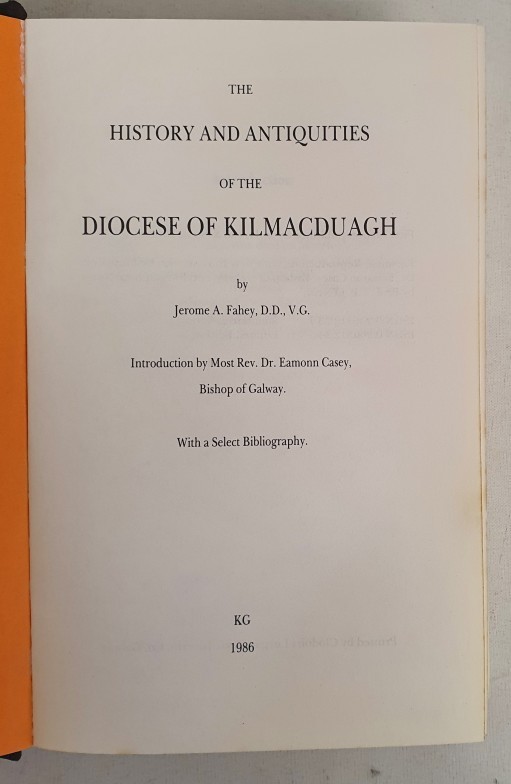 THE
HISTORY AND ANTIQUITIES
OF THE
DIOCESE OF KILMACDUAGH
by
Jerome A. Fahey, D.D., V.G.
Introduction by Most Rev. Dr. Eamonn Casey,
Bishop of Galway.
With a Select Bibliography.
KG
1986